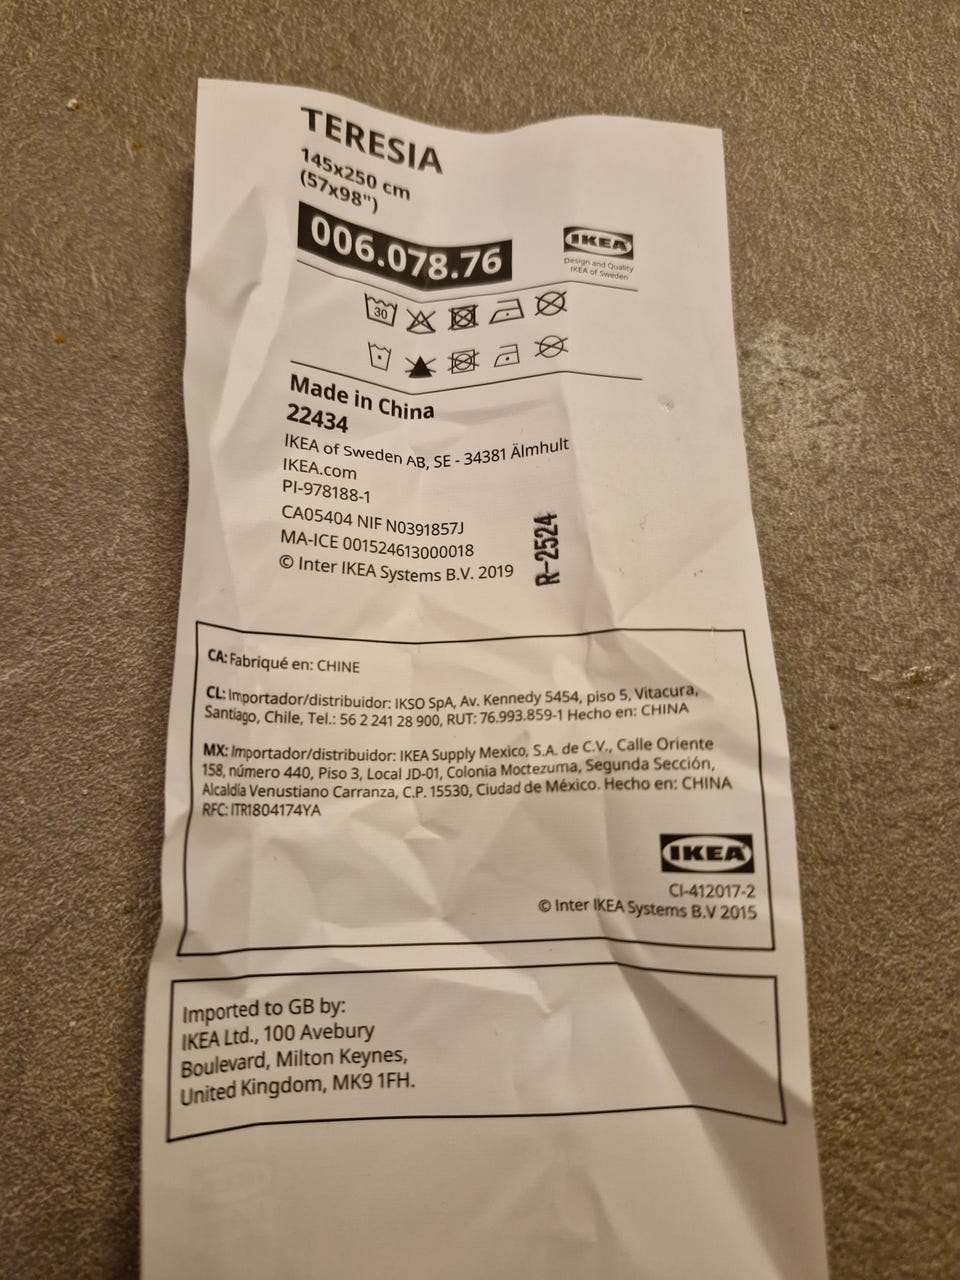 TERESIA
145x250 cm
(57x98")
006.078.76
IKEA
Design and Quality
IKEA of Sweden
30
Made in China
22434
IKEA of Sweden AB, SE - 34381 Älmhult
IKEA.com
PI-978188-1
CA05404 NIF N0391857J
MA-ICE 001524613000018
© Inter IKEA Systems B.V. 2019
R-2524
CA: Fabriqué en: CHINE
CL: Importador/distribuidor: IKSO SpA, Av. Kennedy 5454, piso 5, Vitacura,
Santiago, Chile, Tel.: 56 2 241 28 900, RUT: 76.993.859-1 Hecho en: CHINA
MX: Importador/distribuidor: IKEA Supply Mexico, S.A. de C.V., Calle Oriente
158, número 440, Piso 3, Local JD-01, Colonia Moctezuma, Segunda Sección,
Alcaldía Venustiano Carranza, C.P. 15530, Ciudad de México. Hecho en: CHINA
RFC: ITR1804174YA
IKEA
CI-412017-2
© Inter IKEA Systems B.V 2015
Imported to GB by:
IKEA Ltd., 100 Avebury
Boulevard, Milton Keynes,
United Kingdom, MK9 1FH.